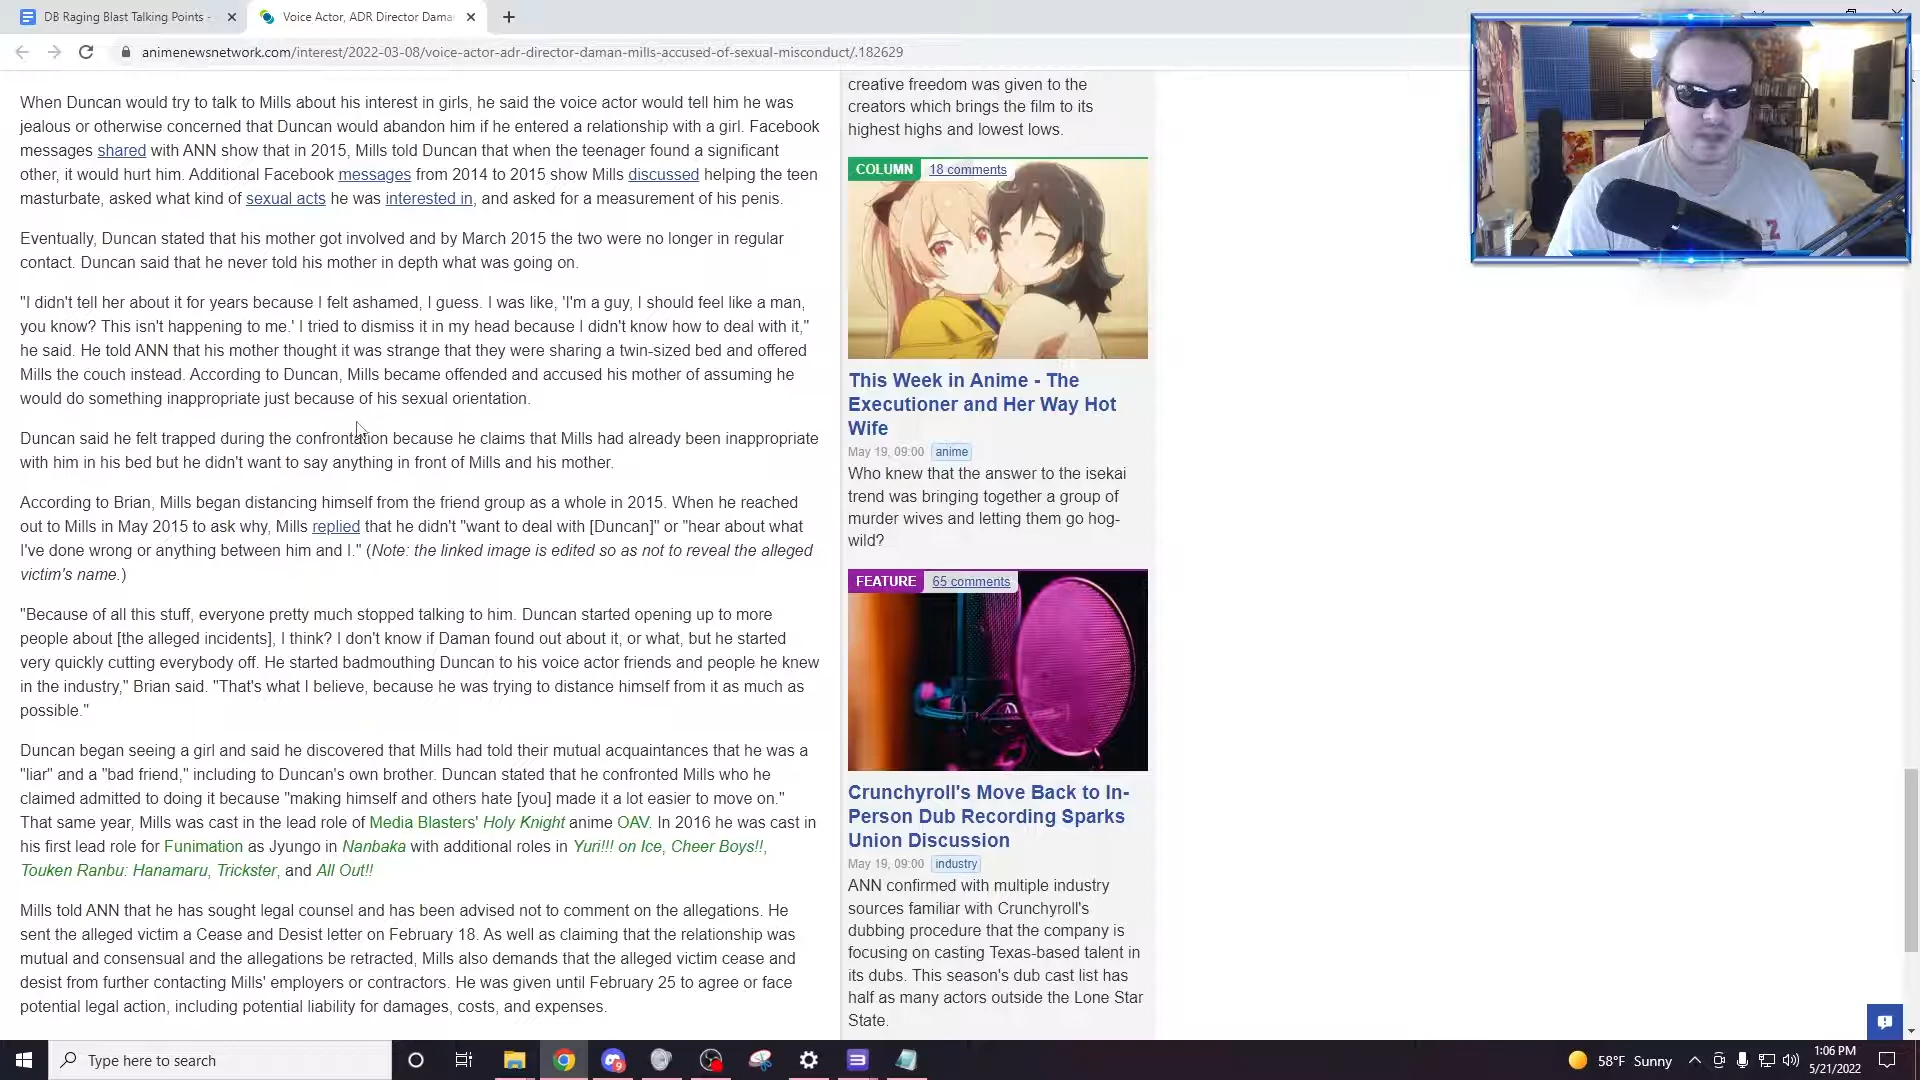 DB Raging Blast Talking Points -
Voice Actor, ADR Director Dama
animenewsnetwork.com/interest/2022-03-08/voice-actor-adr-director-daman-mills-accused-of-sexual-misconduct/.182629
When Duncan would try to talk to Mills about his interest in girls, he said the voice actor would tell him he was
jealous or otherwise concerned that Duncan would abandon him if he entered a relationship with a girl. Facebook
messages shared with ANN show that in 2015, Mills told Duncan that when the teenager found a significant
other, it would hurt him. Additional Facebook messages from 2014 to 2015 show Mills discussed helping the teen
masturbate, asked what kind of sexual acts he was interested in, and asked for a measurement of his penis.
Eventually, Duncan stated that his mother got involved and by March 2015 the two were no longer in regular
contact. Duncan said that he never told his mother in depth what was going on.
"I didn't tell her about it for years because I felt ashamed, I guess. I was like, 'I'm a guy, I should feel like a man,
you know? This isn't happening to me.' I tried to dismiss it in my head because I didn't know how to deal with it,"
he said. He told ANN that his mother thought it was strange that they were sharing a twin-sized bed and offered
Mills the couch instead. According to Duncan, Mills became offended and accused his mother of assuming he
would do something inappropriate just because of his sexual orientation.
Duncan said he felt trapped during the confrontation because he claims that Mills had already been inappropriate
with him in his bed but he didn't want to say anything in front of Mills and his mother.
According to Brian, Mills began distancing himself from the friend group as a whole in 2015. When he reached
out to Mills in May 2015 to ask why, Mills replied that he didn't "want to deal with [Duncan]" or "hear about what
I've done wrong or anything between him and I." (Note: the linked image is edited so as not to reveal the alleged
victim's name.)
"Because of all this stuff, everyone pretty much stopped talking to him. Duncan started opening up to more
people about [the alleged incidents], I think? I don't know if Daman found out about it, or what, but he started
very quickly cutting everybody off. He started badmouthing Duncan to his voice actor friends and people he knew
in the industry," Brian said. "That's what I believe, because he was trying to distance himself from it as much as
possible."
Duncan began seeing a girl and said he discovered that Mills had told their mutual acquaintances that he was a
"liar" and a "bad friend," including to Duncan's own brother. Duncan stated that he confronted Mills who he
claimed admitted to doing it because "making himself and others hate [you] made it a lot easier to move on."
That same year, Mills was cast in the lead role of Media Blasters' Holy Knight anime OAV. In 2016 he was cast in
his first lead role for Funimation as Jyungo in Nanbaka with additional roles in Yuri!!! on Ice, Cheer Boys!!,
Touken Ranbu: Hanamaru, Trickster, and All Out!!
Mills told ANN that he has sought legal counsel and has been advised not to comment on the allegations. He
sent the alleged victim a Cease and Desist letter on February 18. As well as claiming that the relationship was
mutual and consensual and the allegations be retracted, Mills also demands that the alleged victim cease and
desist from further contacting Mills' employers or contractors. He was given until February 25 to agree or face
potential legal action, including potential liability for damages, costs, and expenses.
creative freedom was given to the
creators which brings the film to its
highest highs and lowest lows.
COLUMN 18 comments
This Week in Anime - The
Executioner and Her Way Hot
Wife
May 19, 09:00 anime
Who knew that the answer to the isekai
trend was bringing together a group of
murder wives and letting them go hog-
wild?
FEATURE 65 comments
Crunchyroll's Move Back to In-
Person Dub Recording Sparks
Union Discussion
May 19, 09:00 industry
ANN confirmed with multiple industry
sources familiar with Crunchyroll's
dubbing procedure that the company is
focusing on casting Texas-based talent in
its dubs. This season's dub cast list has
half as many actors outside the Lone Star
State.
Type here to search
58°F Sunny
1:06 PM
5/21/2022